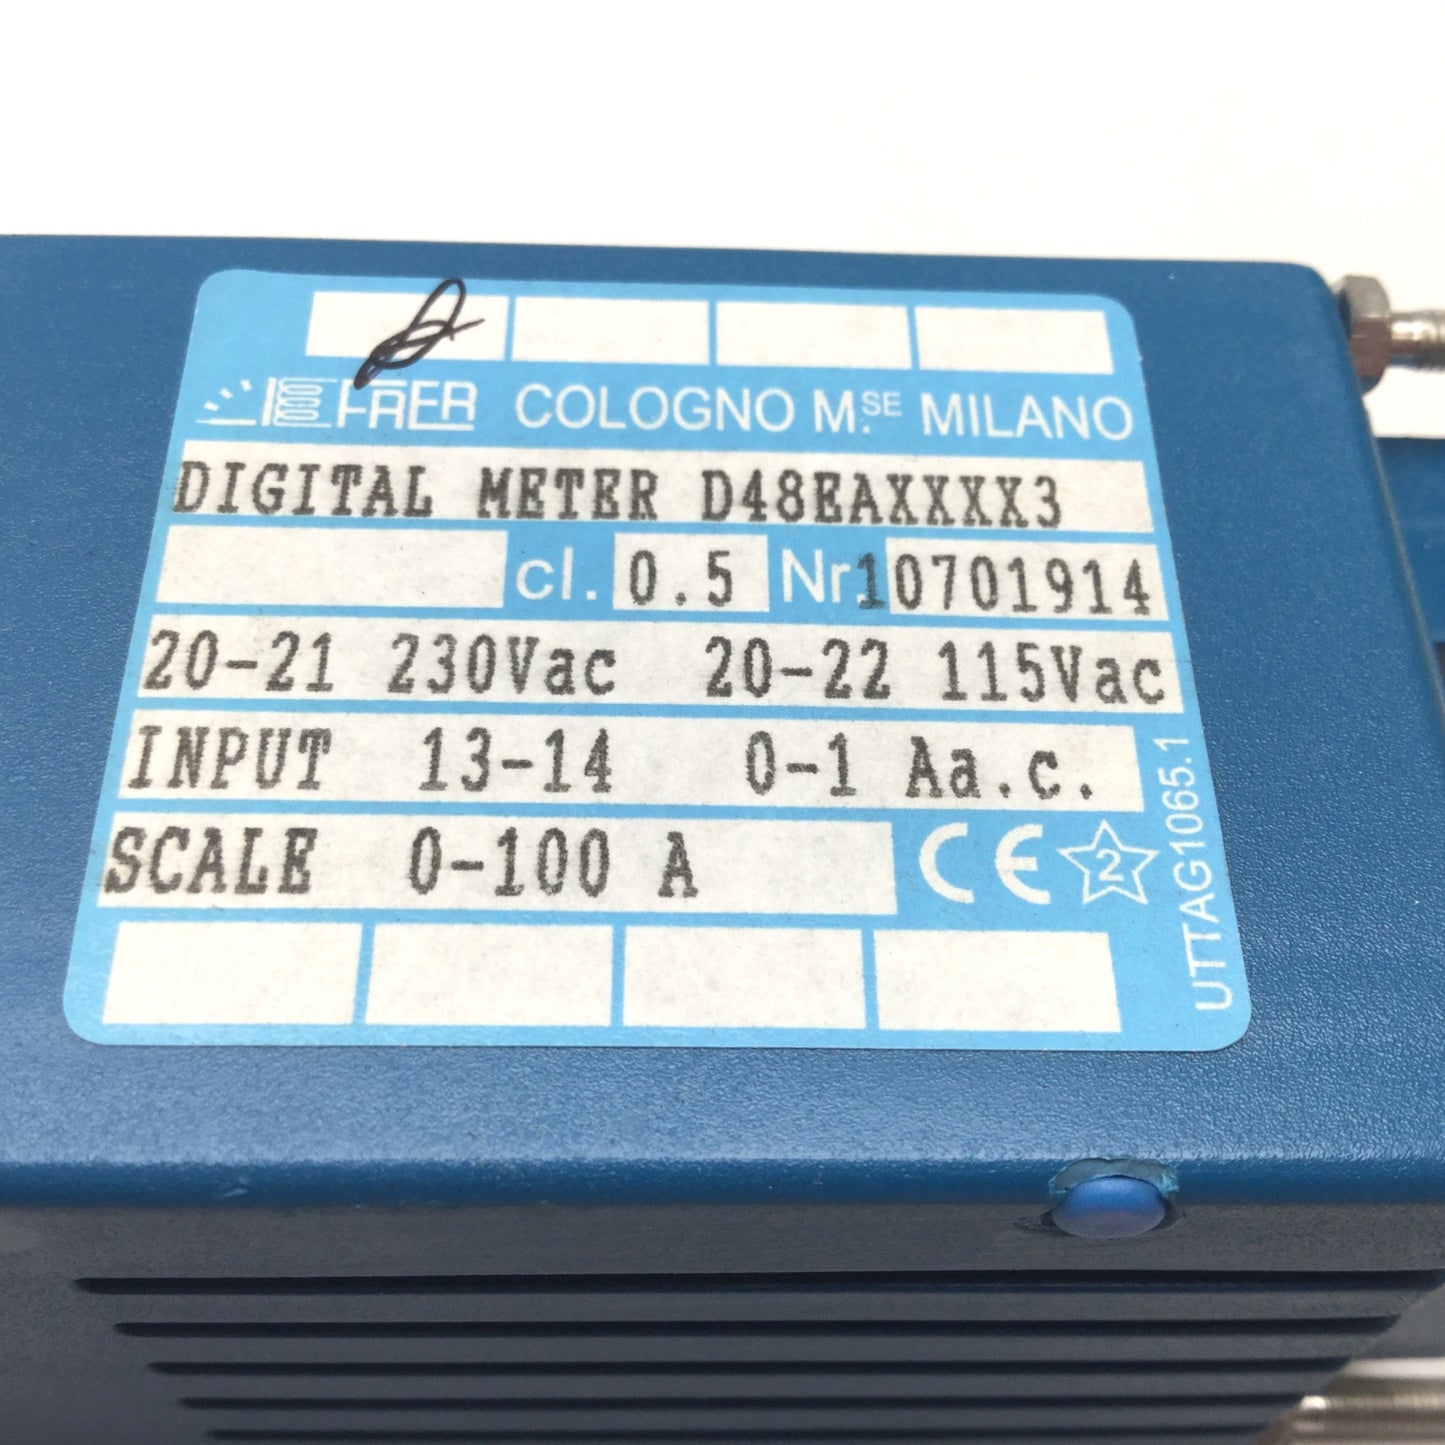 FRER COLOGNO M.SE MILANO
DIGITAL METER D48EAXXXX3
cl. 0.5 Nr. 10701914
20-21 230Vac 20-22 115Vac
INPUT 13-14 0-1 Aa.c.
SCALE 0-100 A
CE 2
UTTAG1065.1